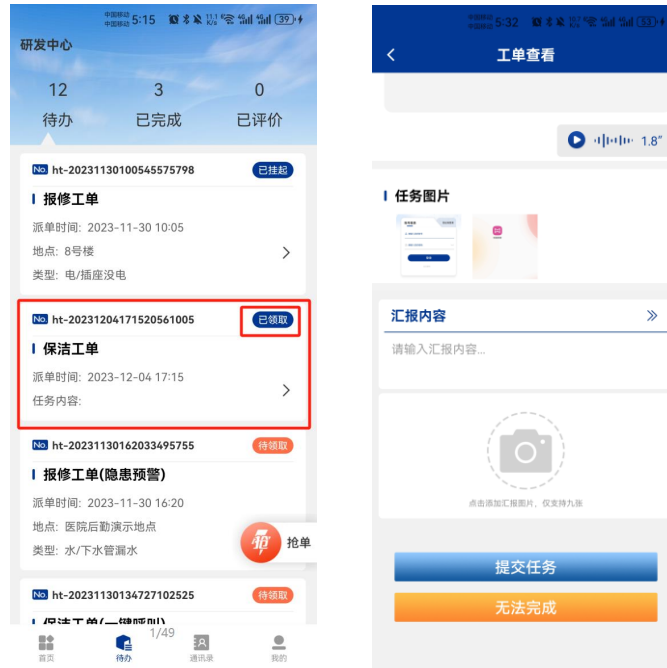 中国移动
中国移动
5:15
11.1
K/s
39
研发中心
12
3
0
待办
已完成
已评价
No. ht-20231130100545575798
已挂起
报修工单
派单时间: 2023-11-30 10:05
地点: 8号楼
类型: 电/插座没电
No. ht-20231204171520561005
已领取
保洁工单
派单时间: 2023-12-04 17:15
任务内容:
No. ht-20231130162033495755
待领取
报修工单(隐患预警)
派单时间: 2023-11-30 16:20
地点: 医院后勤演示地点
类型: 水/下水管漏水
抢单
No. ht-20231130134727102525
待领取
保洁工单(一键呼叫)
1/49
首页
待办
通讯录
我的
中国移动
中国移动
5:32
53
工单查看
1.8"
任务图片
汇报内容
请输入汇报内容...
点击添加汇报图片，仅支持九张
提交任务
无法完成